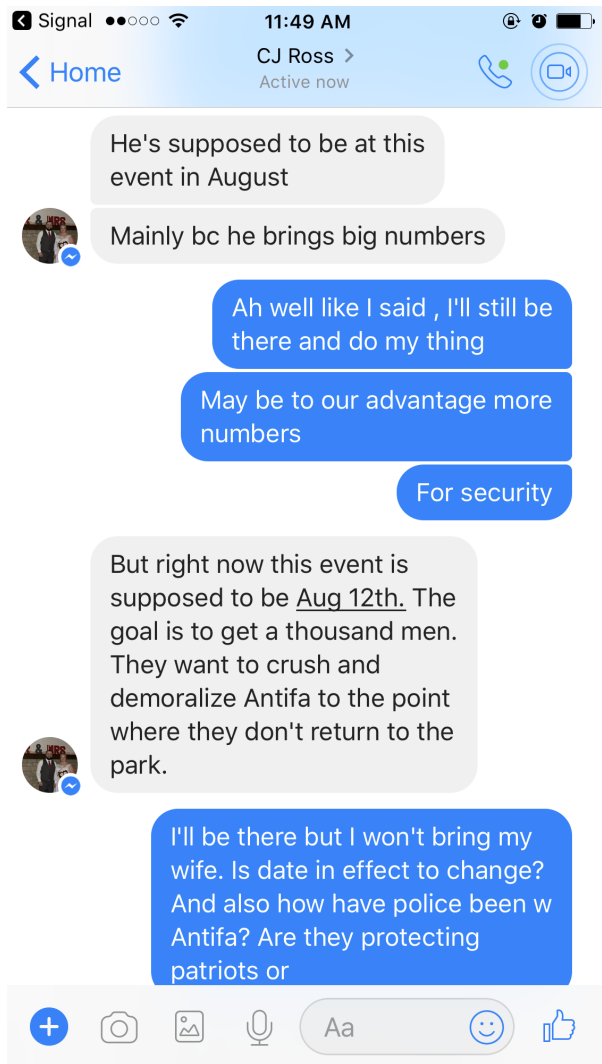 Signal
11:49 AM
Home
CJ Ross
Active now
He's supposed to be at this
event in August
Mainly bc he brings big numbers
Ah well like I said , I'll still be
there and do my thing
May be to our advantage more
numbers
For security
But right now this event is
supposed to be Aug 12th. The
goal is to get a thousand men.
They want to crush and
demoralize Antifa to the point
where they don't return to the
park.
I'll be there but I won't bring my
wife. Is date in effect to change?
And also how have police been w
Antifa? Are they protecting
patriots or
Aa